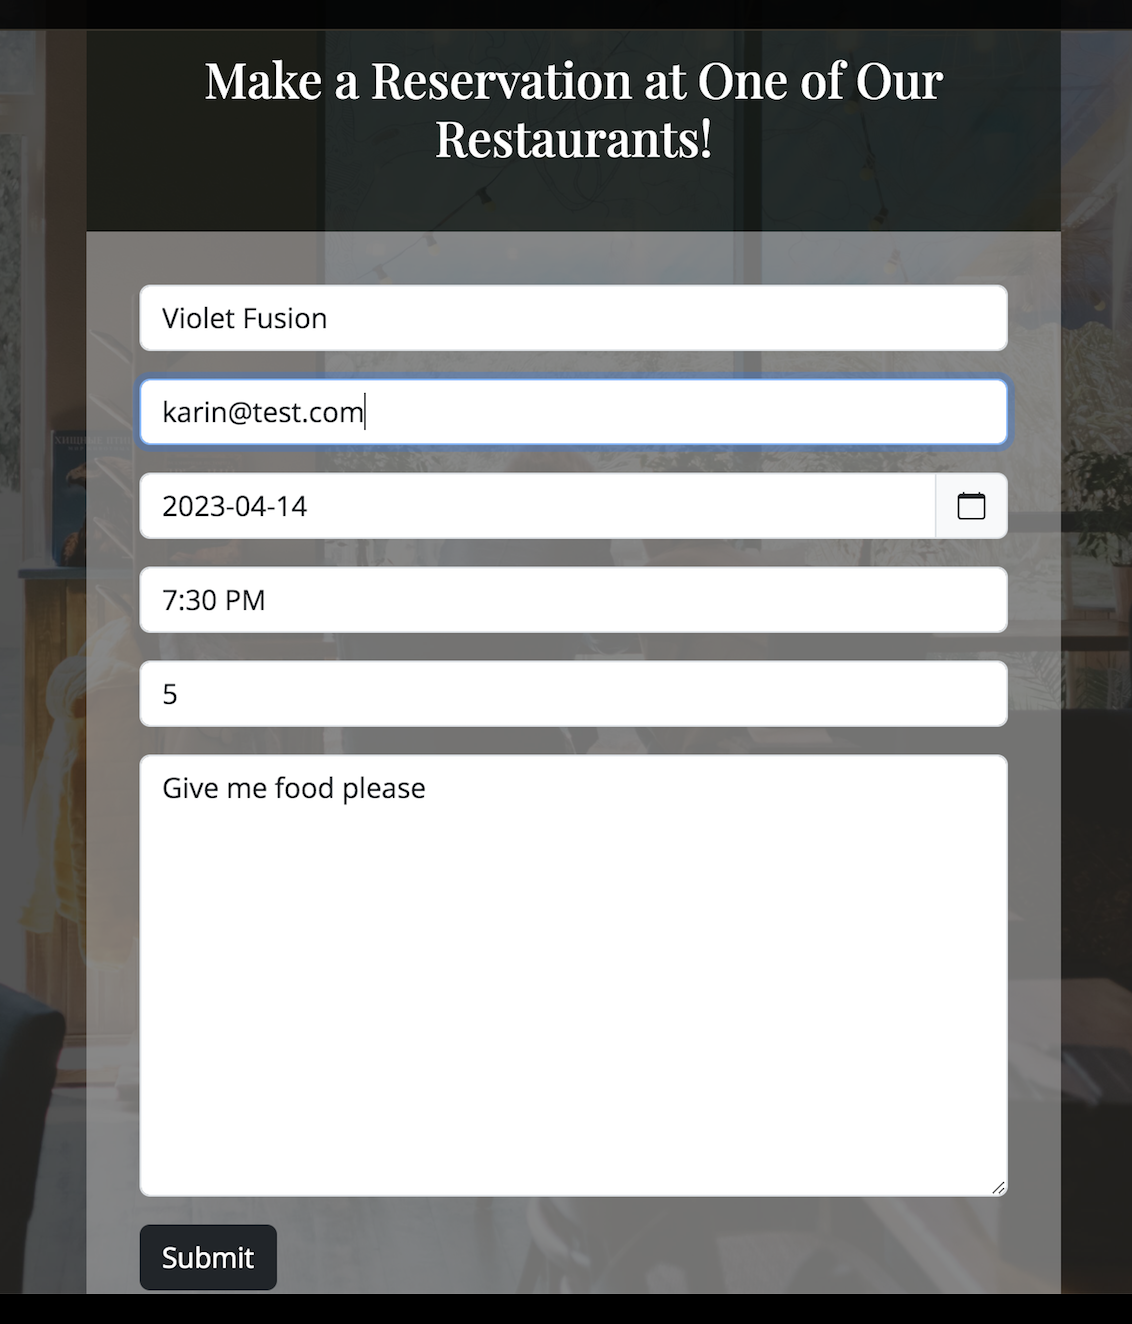 Make a Reservation at One of Our
Restaurants!
Violet Fusion
karin@test.com
2023-04-14
7:30 PM
5
Give me food please
Submit